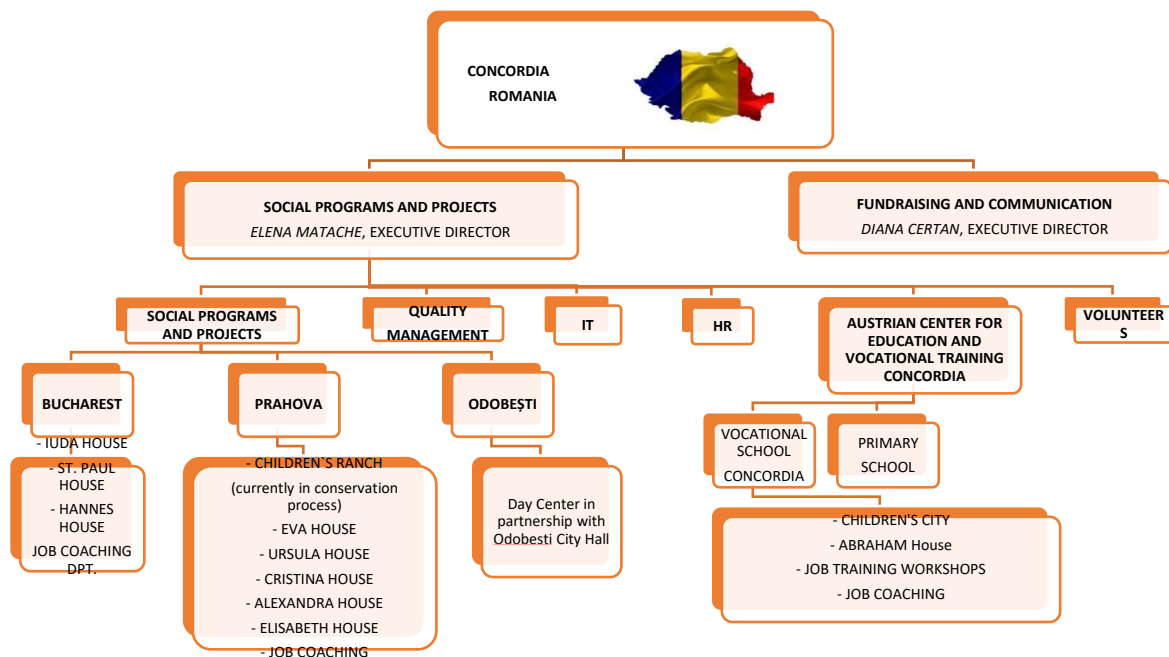 CONCORDIA
ROMANIA
SOCIAL PROGRAMS AND PROJECTS
ELENA MATACHE, EXECUTIVE DIRECTOR
FUNDRAISING AND COMMUNICATION
DIANA CERTAN, EXECUTIVE DIRECTOR
SOCIAL PROGRAMS
AND PROJECTS
QUALITY
MANAGEMENT
IT
HR
AUSTRIAN CENTER FOR
EDUCATION AND
VOCATIONAL TRAINING
CONCORDIA
VOLUNTEER
S
BUCHAREST
- IUDA HOUSE
- ST. PAUL
HOUSE
- HANNES
HOUSE
JOB COACHING
DPT.
PRAHOVA
- CHILDREN`S RANCH
(currently in conservation
process)
- EVA HOUSE
- URSULA HOUSE
- CRISTINA HOUSE
- ALEXANDRA HOUSE
- ELISABETH HOUSE
- JOB COACHING
ODOBEȘTI
Day Center in
partnership with
Odobesti City Hall
VOCATIONAL
SCHOOL
CONCORDIA
PRIMARY
SCHOOL
- CHILDREN'S CITY
- ABRAHAM House
- JOB TRAINING WORKSHOPS
- JOB COACHING